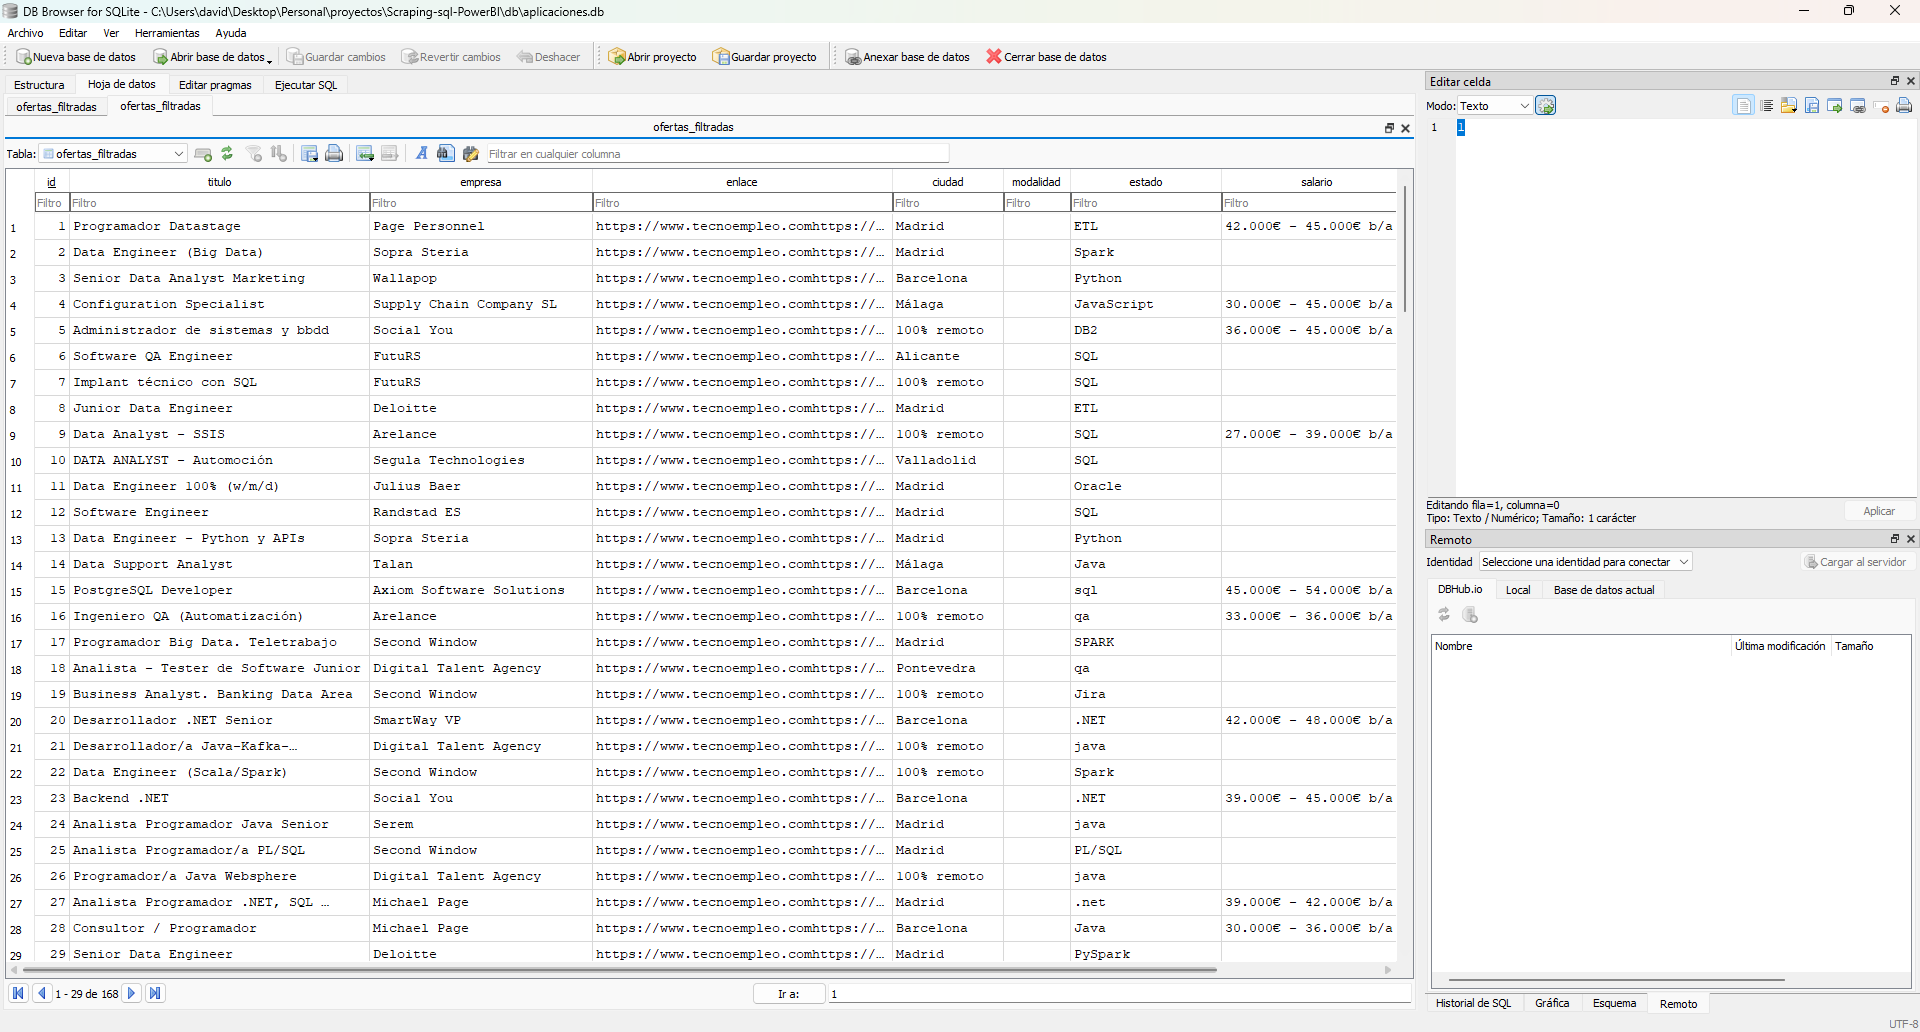 DB Browser for SQLite - C:\Users\david\Desktop\Personal\proyectos\Scraping-sql-PowerBI\db\aplicaciones.db
Archivo Editar Ver Herramientas Ayuda
Nueva base de datos Abrir base de datos Guardar cambios Revertir cambios Deshacer Abrir proyecto Guardar proyecto Anexar base de datos Cerrar base de datos
Estructura Hoja de datos Editar pragmas Ejecutar SQL
ofertas_filtradas ofertas_filtradas
ofertas_filtradas
Tabla: ofertas_filtradas Filtrar en cualquier columna
id titulo empresa enlace ciudad modalidad estado salario
Filtro Filtro Filtro Filtro Filtro Filtro Filtro Filtro
1 1 Programador Datastage Page Personnel https://www.tecnoempleo.comhttps://… Madrid ETL 42.000€ - 45.000€ b/a
2 2 Data Engineer (Big Data) Sopra Steria https://www.tecnoempleo.comhttps://… Madrid Spark
3 3 Senior Data Analyst Marketing Wallapop https://www.tecnoempleo.comhttps://… Barcelona Python
4 4 Configuration Specialist Supply Chain Company SL https://www.tecnoempleo.comhttps://… Málaga JavaScript 30.000€ - 45.000€ b/a
5 5 Administrador de sistemas y bbdd Social You https://www.tecnoempleo.comhttps://… 100% remoto DB2 36.000€ - 45.000€ b/a
6 6 Software QA Engineer FutuRS https://www.tecnoempleo.comhttps://… Alicante SQL
7 7 Implant técnico con SQL FutuRS https://www.tecnoempleo.comhttps://… 100% remoto SQL
8 8 Junior Data Engineer Deloitte https://www.tecnoempleo.comhttps://… Madrid ETL
9 9 Data Analyst - SSIS Arelance https://www.tecnoempleo.comhttps://… 100% remoto SQL 27.000€ - 39.000€ b/a
10 10 DATA ANALYST - Automoción Segula Technologies https://www.tecnoempleo.comhttps://… Valladolid SQL
11 11 Data Engineer 100% (w/m/d) Julius Baer https://www.tecnoempleo.comhttps://… Madrid Oracle
12 12 Software Engineer Randstad ES https://www.tecnoempleo.comhttps://… Madrid SQL
13 13 Data Engineer - Python y APIs Sopra Steria https://www.tecnoempleo.comhttps://… Madrid Python
14 14 Data Support Analyst Talan https://www.tecnoempleo.comhttps://… Málaga Java
15 15 PostgreSQL Developer Axiom Software Solutions https://www.tecnoempleo.comhttps://… Barcelona sql 45.000€ - 54.000€ b/a
16 16 Ingeniero QA (Automatización) Arelance https://www.tecnoempleo.comhttps://… 100% remoto qa 33.000€ - 36.000€ b/a
17 17 Programador Big Data. Teletrabajo Second Window https://www.tecnoempleo.comhttps://… Madrid SPARK
18 18 Analista - Tester de Software Junior Digital Talent Agency https://www.tecnoempleo.comhttps://… Pontevedra qa
19 19 Business Analyst. Banking Data Area Second Window https://www.tecnoempleo.comhttps://… 100% remoto Jira
20 20 Desarrollador .NET Senior SmartWay VP https://www.tecnoempleo.comhttps://… Barcelona .NET 42.000€ - 48.000€ b/a
21 21 Desarrollador/a Java-Kafka-… Digital Talent Agency https://www.tecnoempleo.comhttps://… 100% remoto java
22 22 Data Engineer (Scala/Spark) Second Window https://www.tecnoempleo.comhttps://… 100% remoto Spark
23 23 Backend .NET Social You https://www.tecnoempleo.comhttps://… Barcelona .NET 39.000€ - 45.000€ b/a
24 24 Analista Programador Java Senior Serem https://www.tecnoempleo.comhttps://… Madrid java
25 25 Analista Programador/a PL/SQL Second Window https://www.tecnoempleo.comhttps://… Madrid PL/SQL
26 26 Programador/a Java Websphere Digital Talent Agency https://www.tecnoempleo.comhttps://… 100% remoto java
27 27 Analista Programador .NET, SQL … Michael Page https://www.tecnoempleo.comhttps://… Madrid .net 39.000€ - 42.000€ b/a
28 28 Consultor / Programador Michael Page https://www.tecnoempleo.comhttps://… Barcelona Java 30.000€ - 36.000€ b/a
29 29 Senior Data Engineer Deloitte https://www.tecnoempleo.comhttps://… Madrid PySpark
1 - 29 de 168 Ir a: 1
Editar celda
Modo: Texto
1 1
Editando fila=1, columna=0
Tipo: Texto / Numérico; Tamaño: 1 carácter
Aplicar
Remoto
Identidad Seleccione una identidad para conectar Cargar al servidor
DBHub.io Local Base de datos actual
Nombre Última modificación Tamaño
Historial de SQL Gráfica Esquema Remoto
UTF-8